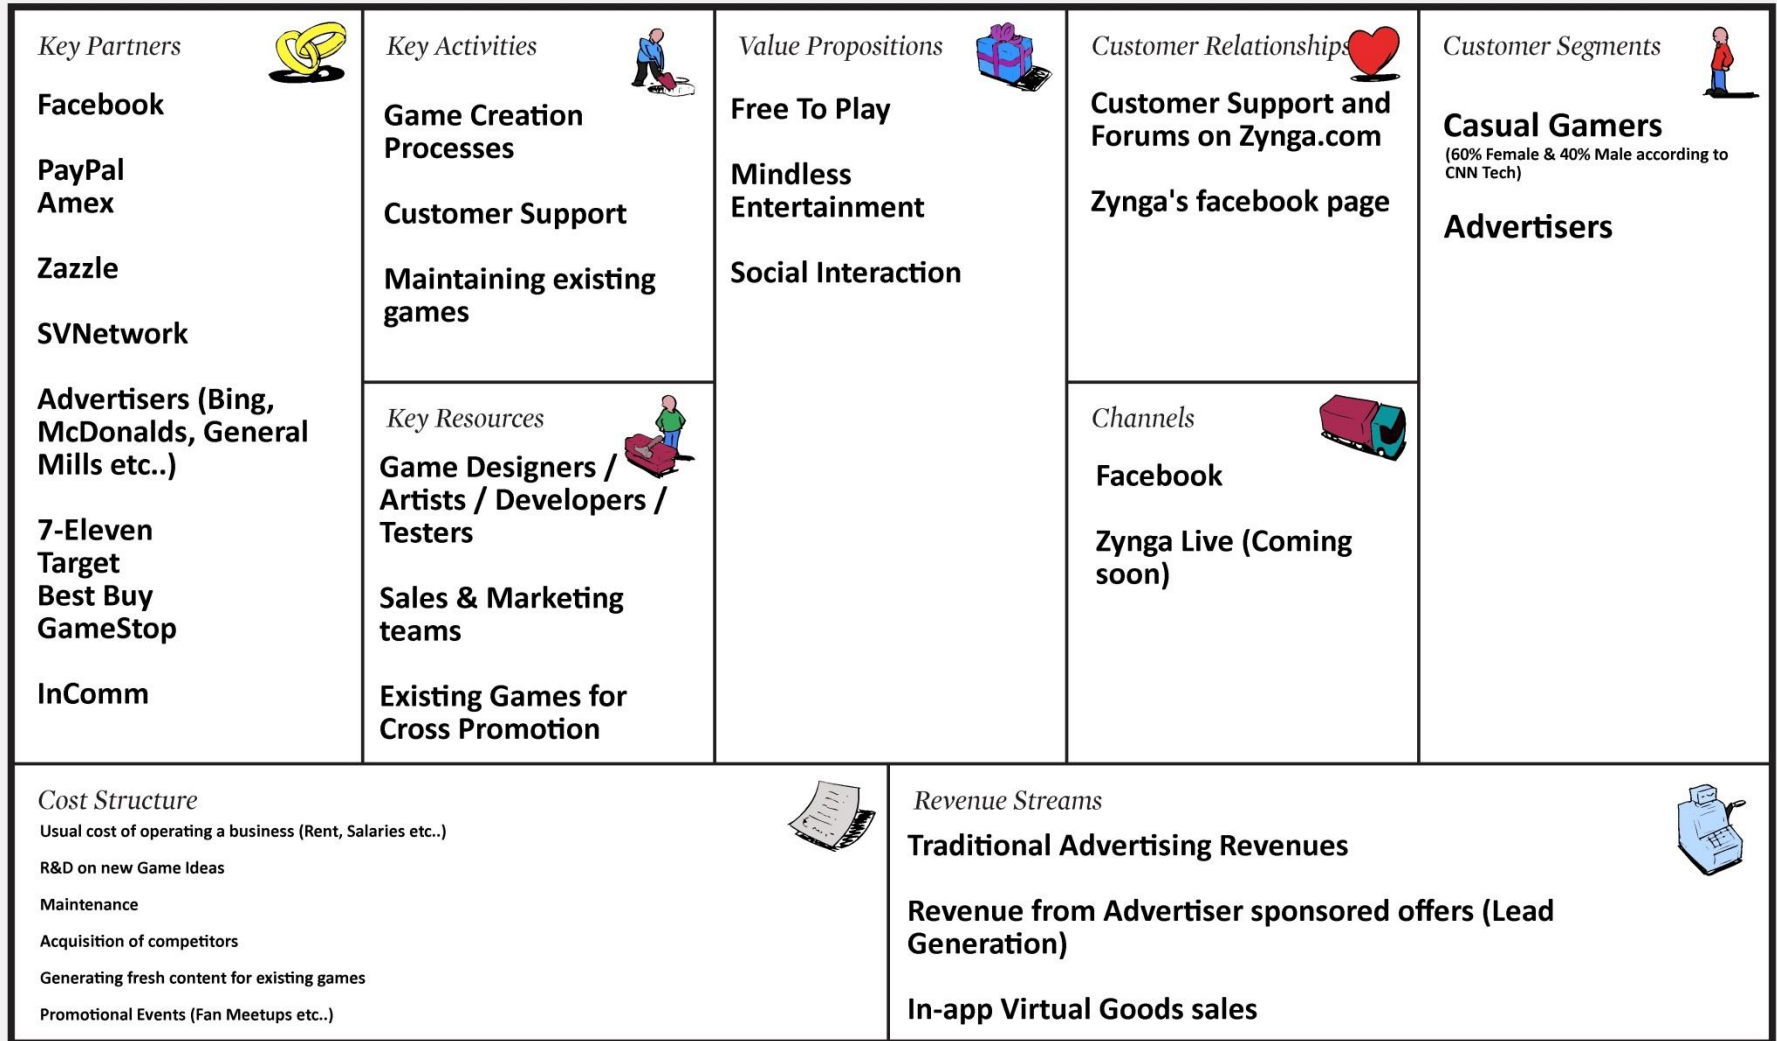 Key Partners
Facebook
PayPal
Amex
Zazzle
SVNetwork
Advertisers (Bing,
McDonalds, General
Mills etc..)
7-Eleven
Target
Best Buy
GameStop
InComm
Key Activities
Game Creation
Processes
Customer Support
Maintaining existing
games
Key Resources
Game Designers /
Artists / Developers /
Testers
Sales & Marketing
teams
Existing Games for
Cross Promotion
Value Propositions
Free To Play
Mindless
Entertainment
Social Interaction
Customer Relationships
Customer Support and
Forums on Zynga.com
Zynga's facebook page
Channels
Facebook
Zynga Live (Coming
soon)
Customer Segments
Casual Gamers
(60% Female & 40% Male according to
CNN Tech)
Advertisers
Cost Structure
Usual cost of operating a business (Rent, Salaries etc..)
R&D on new Game Ideas
Maintenance
Acquisition of competitors
Generating fresh content for existing games
Promotional Events (Fan Meetups etc..)
Revenue Streams
Traditional Advertising Revenues
Revenue from Advertiser sponsored offers (Lead
Generation)
In-app Virtual Goods sales